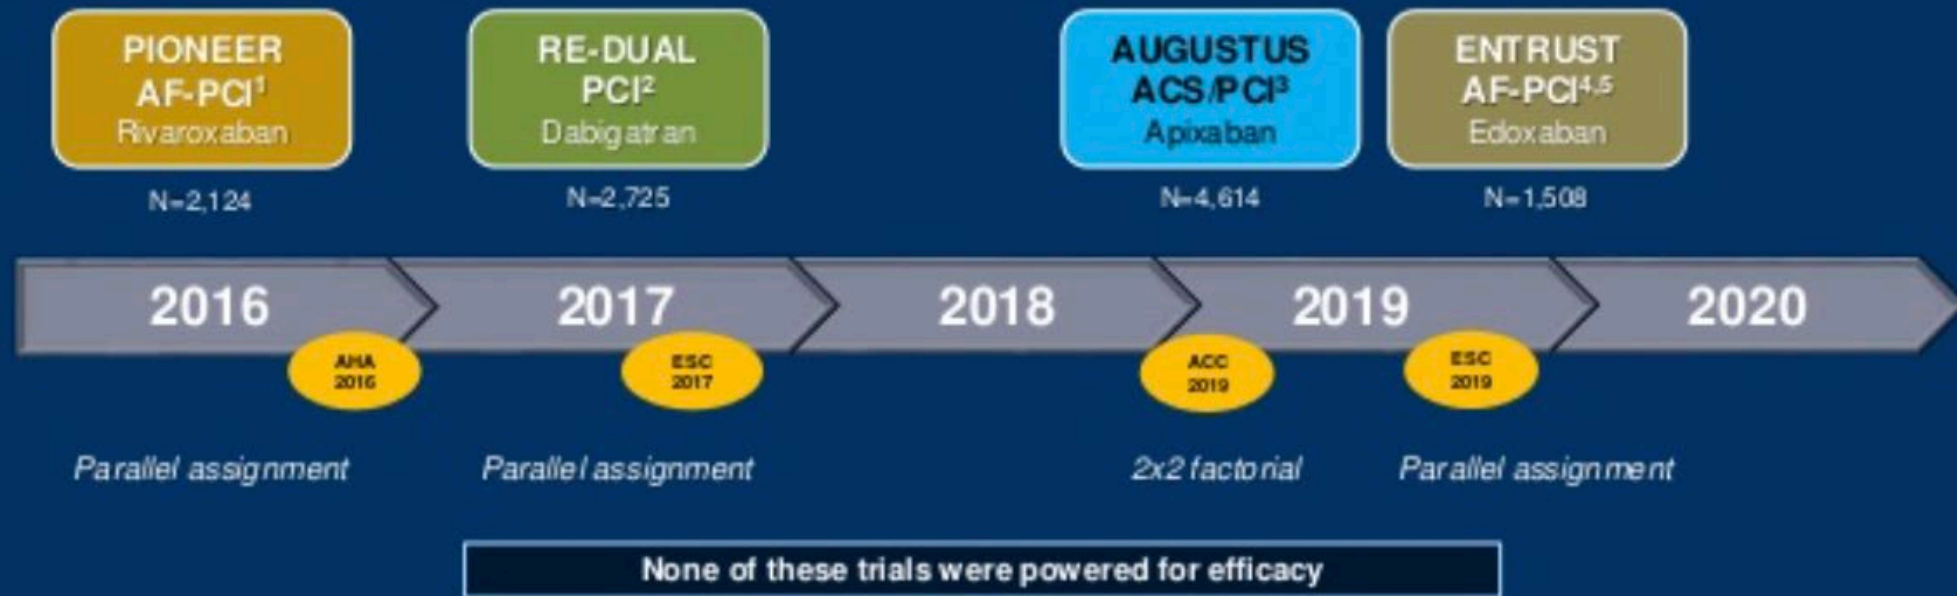 PIONEER
AF-PCI¹
Rivaroxaban
N=2,124
RE-DUAL
PCI²
Dabigatran
N=2,725
AUGUSTUS
ACS/PCI³
Apixaban
N=4,614
ENTRUST
AF-PCI⁴,⁵
Edoxaban
N=1,508
2016
2017
2018
2019
2020
AHA
2016
ESC
2017
ACC
2019
ESC
2019
Parallel assignment
Parallel assignment
2x2 factorial
Parallel assignment
None of these trials were powered for efficacy